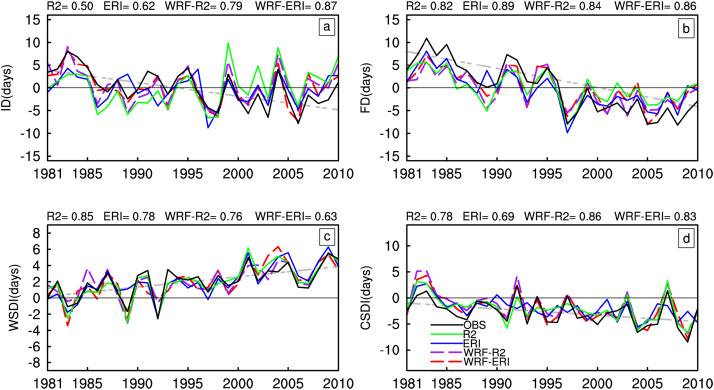 R2= 0.50 ERI= 0.62 WRF-R2= 0.79 WRF-ERI= 0.87
a
ID(days)
15
10
5
0
-5
-10
-15
1981 1985 1990 1995 2000 2005 2010
R2= 0.82 ERI= 0.89 WRF-R2= 0.84 WRF-ERI= 0.86
b
FD(days)
15
10
5
0
-5
-10
-15
1981 1985 1990 1995 2000 2005 2010
R2= 0.85 ERI= 0.78 WRF-R2= 0.76 WRF-ERI= 0.63
c
WSDI(days)
8
6
4
2
0
-2
-4
-6
-8
1981 1985 1990 1995 2000 2005 2010
R2= 0.78 ERI= 0.69 WRF-R2= 0.86 WRF-ERI= 0.83
d
CSDI(days)
10
5
0
-5
-10
OBS
R2
ERI
WRF-R2
WRF-ERI
1981 1985 1990 1995 2000 2005 2010